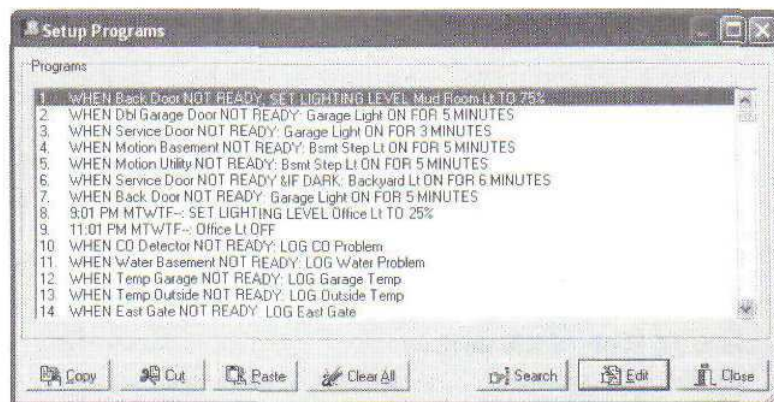 Setup Programs
Programs
1. WHEN Back Door NOT READY: SET LIGHTING LEVEL Mud Room Lt TO 75%
2. WHEN Dbl Garage Door NOT READY: Garage Light ON FOR 5 MINUTES
3. WHEN Service Door NOT READY: Garage Light ON FOR 3 MINUTES
4. WHEN Motion Basement NOT READY: Bsmt Step Lt ON FOR 5 MINUTES
5. WHEN Motion Utility NOT READY: Bsmt Step Lt ON FOR 5 MINUTES
6. WHEN Service Door NOT READY &IF DARK: Backyard Lt ON FOR 6 MINUTES
7. WHEN Back Door NOT READY: Garage Light ON FOR 5 MINUTES
8. 9:01 PM MTWTF--: SET LIGHTING LEVEL Office Lt TO 25%
9. 11:01 PM MTWTF--: Office Lt OFF
10. WHEN CO Detector NOT READY: LOG CO Problem
11. WHEN Water Basement NOT READY: LOG Water Problem
12. WHEN Temp Garage NOT READY: LOG Garage Temp
13. WHEN Temp Outside NOT READY: LOG Outside Temp
14. WHEN East Gate NOT READY: LOG East Gate
Copy Cut Paste Clear All Search Edit Close